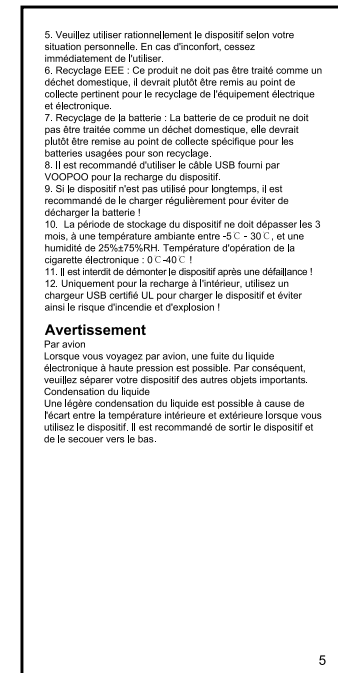 5. Veuillez utiliser rationnellement le dispositif selon votre
situation personnelle. En cas d'inconfort, cessez
immédiatement de l'utiliser.
6. Recyclage EEE : Ce produit ne doit pas être traité comme un
déchet domestique, il devrait plutôt être remis au point de
collecte pertinent pour le recyclage de l'équipement électrique
et électronique.
7. Recyclage de la batterie : La batterie de ce produit ne doit
pas être traitée comme un déchet domestique, elle devrait
plutôt être remise au point de collecte spécifique pour les
batteries usagées pour son recyclage.
8. Il est recommandé d'utiliser le câble USB fourni par
VOOPOO pour la recharge du dispositif.
9. Si le dispositif n'est pas utilisé pour longtemps, il est
recommandé de le charger régulièrement pour éviter de
décharger la batterie !
10. La période de stockage du dispositif ne doit dépasser les 3
mois, à une température ambiante entre -5℃ - 30℃, et une
humidité de 25%±75%RH. Température d'opération de la
cigarette électronique : 0℃-40℃ !
11. Il est interdit de démonter le dispositif après une défaillance !
12. Uniquement pour la recharge à l'intérieur, utilisez un
chargeur USB certifié UL pour charger le dispositif et éviter
ainsi le risque d'incendie et d'explosion !
Avertissement
Par avion
Lorsque vous voyagez par avion, une fuite du liquide
électronique à haute pression est possible. Par conséquent,
veuillez séparer votre dispositif des autres objets importants.
Condensation du liquide
Une légère condensation du liquide est possible à cause de
l'écart entre la température intérieure et extérieure lorsque vous
utilisez le dispositif. Il est recommandé de sortir le dispositif et
de le secouer vers le bas.
5